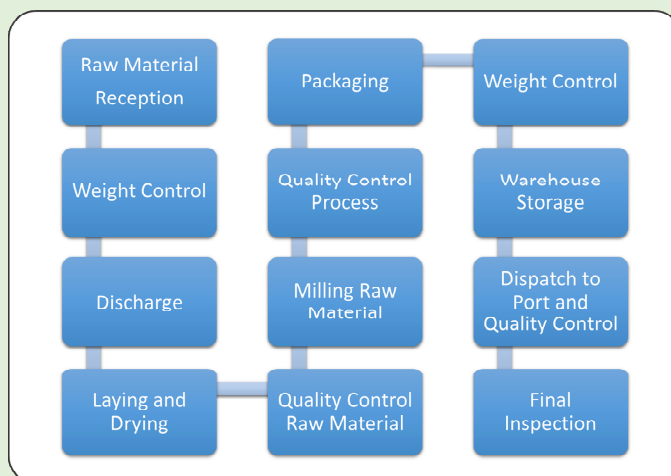 Raw Material
Reception
Weight Control
Discharge
Laying and
Drying
Quality Control
Raw Material
Milling Raw
Material
Quality Control
Process
Packaging
Weight Control
Warehouse
Storage
Dispatch to
Port and
Quality Control
Final
Inspection